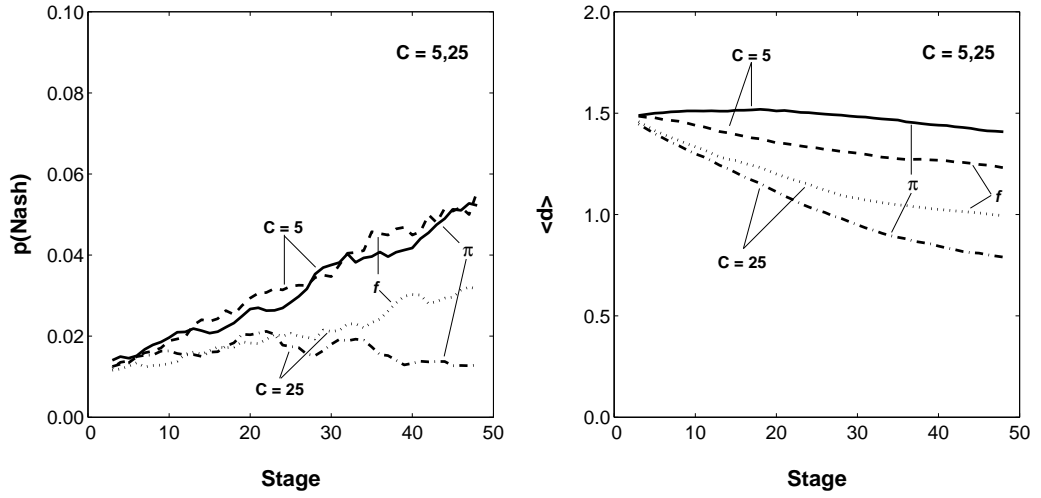 0.10
0.08
0.06
0.04
0.02
0.00
p(Nash)
C = 5,25
C = 5
π
f
C = 25
0 10 20 30 40 50
Stage
2.0
1.5
1.0
0.5
0.0
<d>
C = 5,25
C = 5
π
f
C = 25
0 10 20 30 40 50
Stage